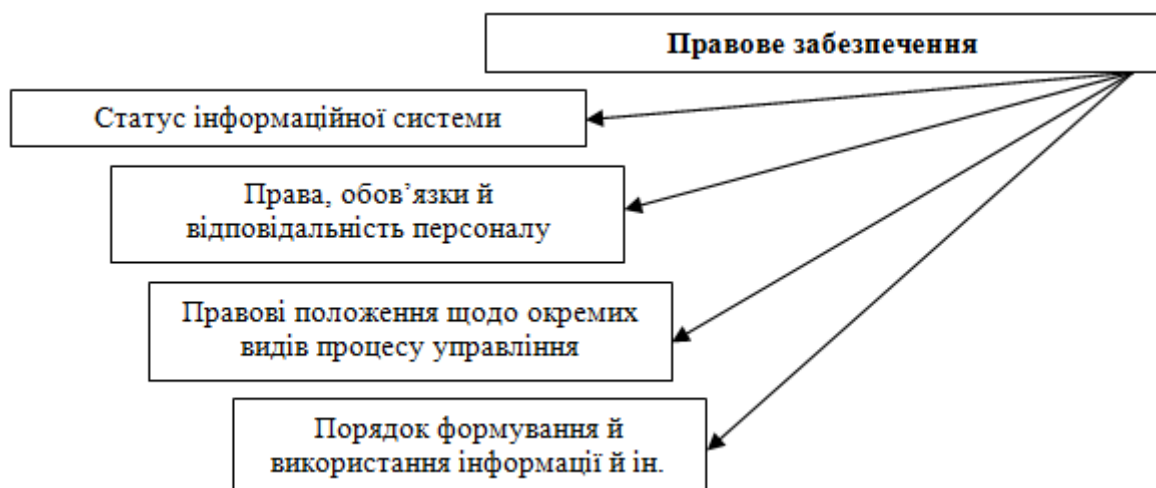 Правове забезпечення
Статус інформаційної системи
Права, обов’язки й
відповідальність персоналу
Правові положення щодо окремих
видів процесу управління
Порядок формування й
використання інформації й ін.